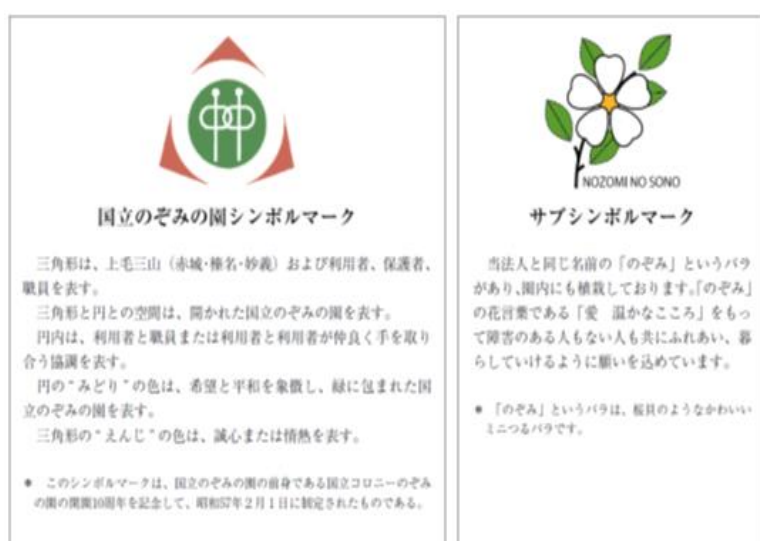 国立のぞみの園シンボルマーク
三角形は、上毛三山（赤城・榛名・妙義）および利用者、保護者、
職員を表す。
三角形と円との空間は、開かれた国立のぞみの園を表す。
円内は、利用者と職員または利用者と利用者が仲良く手を取り
合う協調を表す。
円の“みどり”の色は、希望と平和を象徴し、緑に包まれた国
立のぞみの園を表す。
三角形の“えんじ”の色は、誠心または情熱を表す。
＊ このシンボルマークは、国立のぞみの園の前身である国立コロニーのぞみ
の園の開園10周年を記念して、昭和57年２月１日に制定されたものである。
NOZOMI NO SONO
サブシンボルマーク
当法人と同じ名前の「のぞみ」というバラ
があり、園内にも植栽しております。「のぞみ」
の花言葉である「愛　温かなこころ」をもっ
て障害のある人もない人も共にふれあい、暮
らしていけるように願いを込めています。
＊ 「のぞみ」というバラは、桜貝のようなかわいい
ミニつるバラです。